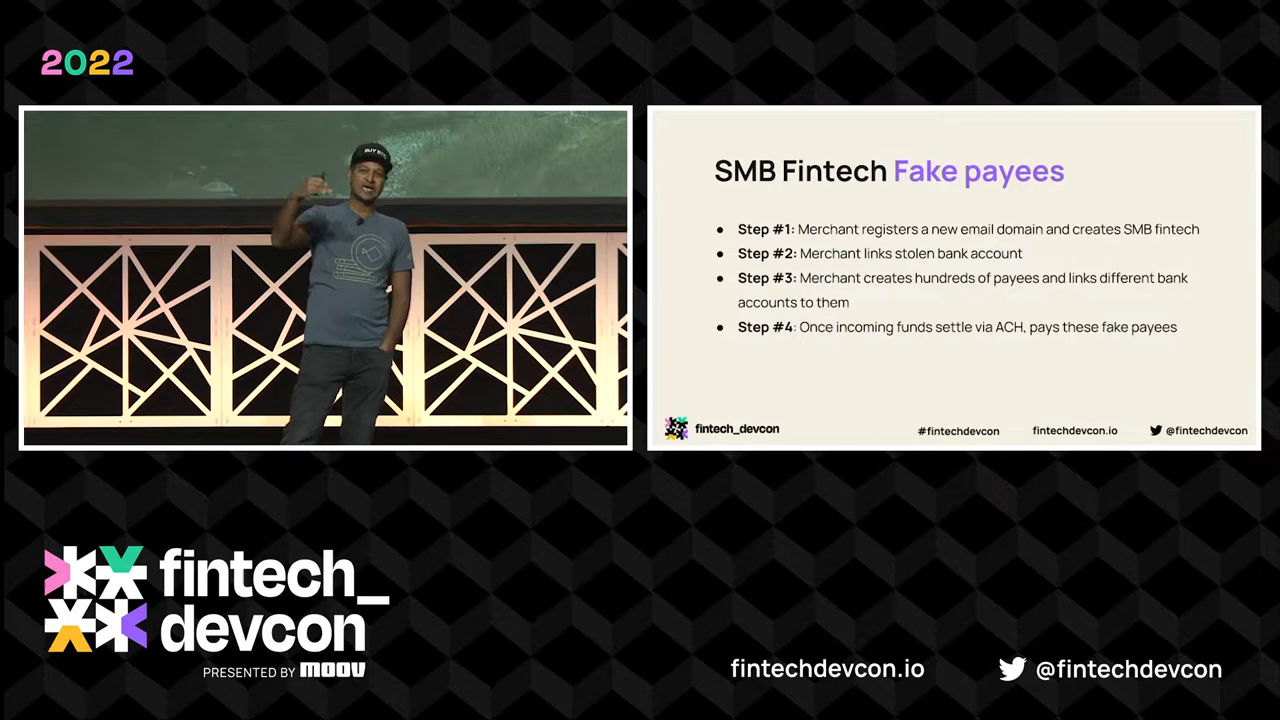 2022
BUY BTC
SMB Fintech Fake payees
● Step #1: Merchant registers a new email domain and creates SMB fintech
● Step #2: Merchant links stolen bank account
● Step #3: Merchant creates hundreds of payees and links different bank
accounts to them
● Step #4: Once incoming funds settle via ACH, pays these fake payees
fintech_devcon
#fintechdevcon
fintechdevcon.io
@fintechdevcon
fintech_
devcon
PRESENTED BY MOOV
fintechdevcon.io
@fintechdevcon